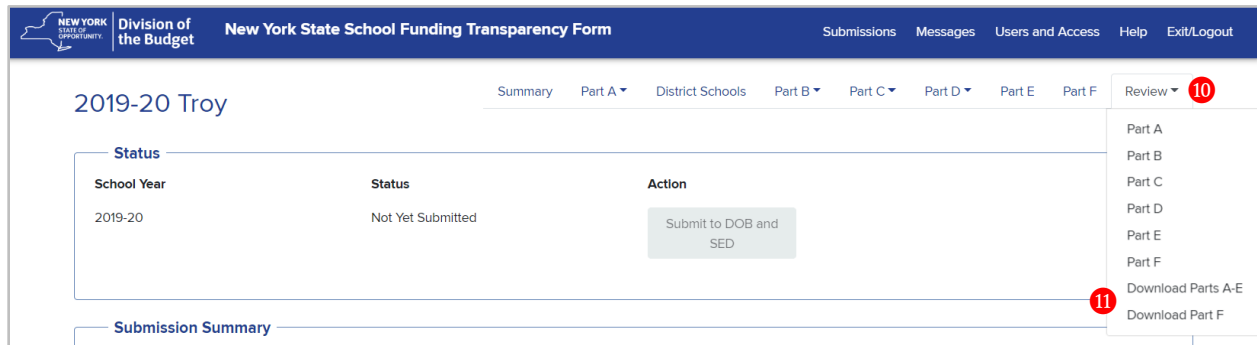 NEW YORK
STATE OF
OPPORTUNITY.
Division of
the Budget
New York State School Funding Transparency Form
Submissions Messages Users and Access Help Exit/Logout
2019-20 Troy
Summary Part A District Schools Part B Part C Part D Part E Part F Review 10
Part A
Part B
Part C
Part D
Part E
Part F
Download Parts A-E
11
Download Part F
Status
School Year Status Action
2019-20 Not Yet Submitted Submit to DOB and
SED
Submission Summary